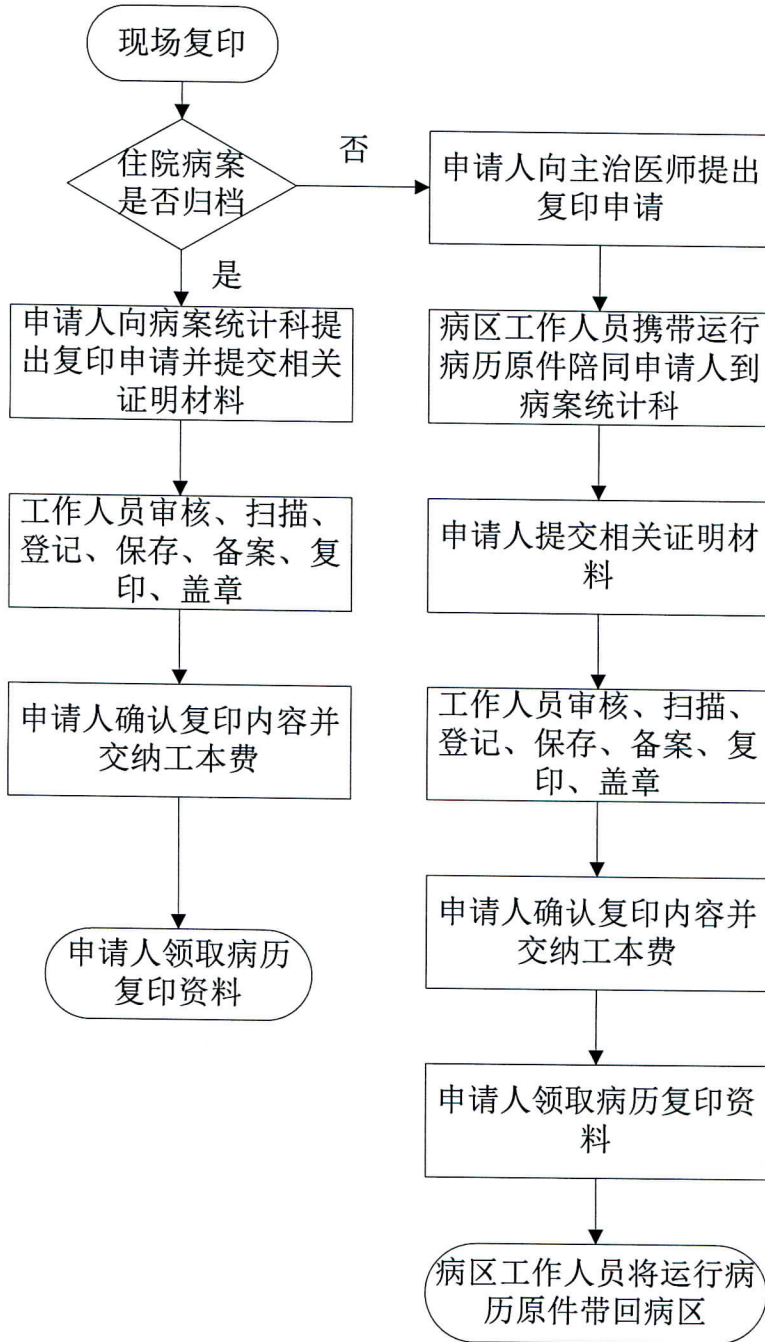 现场复印
住院病案
是否归档
否
是
申请人向病案统计科提
出复印申请并提交相关
证明材料
工作人员审核、扫描、
登记、保存、备案、复
印、盖章
申请人确认复印内容并
交纳工本费
申请人领取病历
复印资料
申请人向主治医师提出
复印申请
病区工作人员携带运行
病历原件陪同申请人到
病案统计科
申请人提交相关证明材
料
工作人员审核、扫描、
登记、保存、备案、复
印、盖章
申请人确认复印内容并
交纳工本费
申请人领取病历复印资
料
病区工作人员将运行病
历原件带回病区